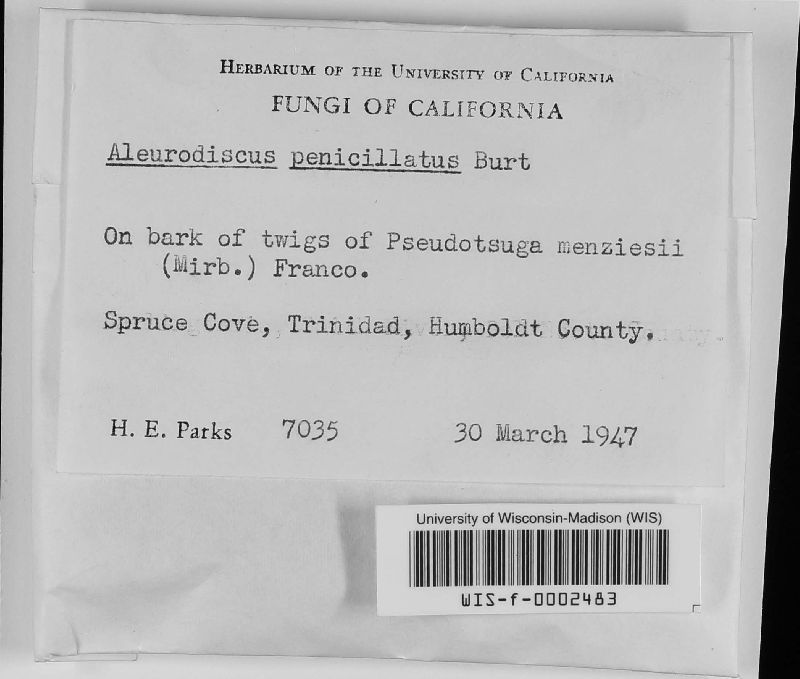 HERBARIUM OF THE UNIVERSITY OF CALIFORNIA
FUNGI OF CALIFORNIA
Aleurodiscus penicillatus Burt
On bark of twigs of Pseudotsuga menziesii
(Mirb.) Franco.
Spruce Cove, Trinidad, Humboldt County.
H. E. Parks 7035 30 March 1947
University of Wisconsin-Madison (WIS)
WIS-f-0002483